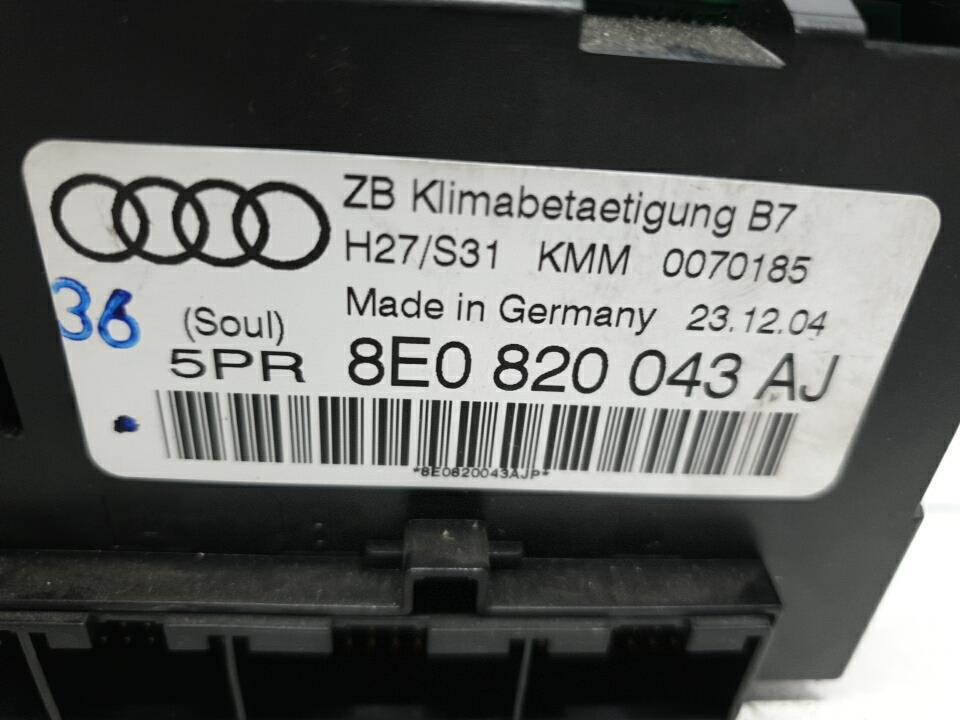 ZB Klimabetaetigung B7
H27/S31 KMM 0070185
Made in Germany 23.12.04
36
(Soul)
5PR 8E0 820 043 AJ
*8E0820043AJP*